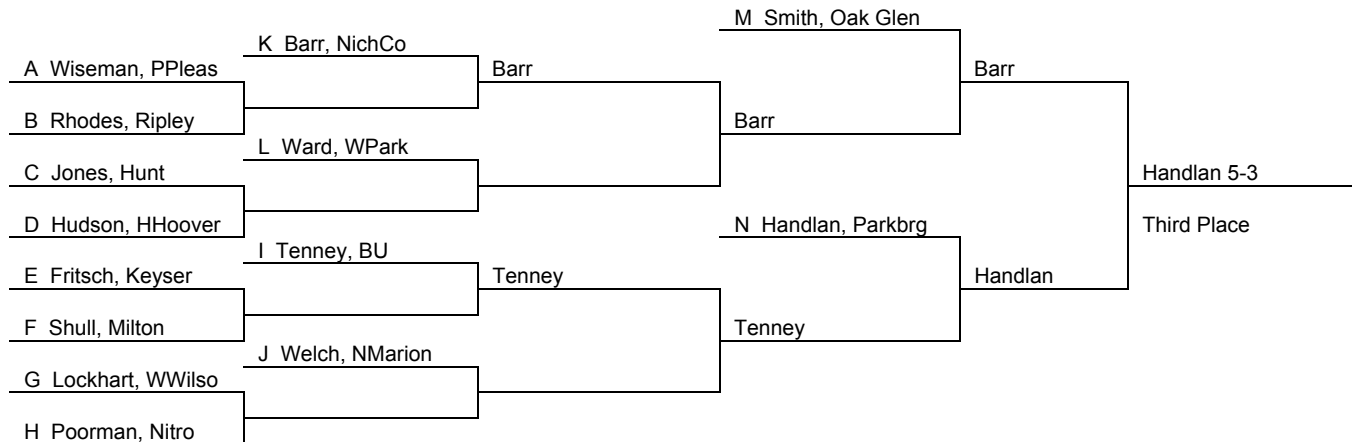 M Smith, Oak Glen
K Barr, NichCo
A Wiseman, PPleas
Barr
Barr
B Rhodes, Ripley
Barr
L Ward, WPark
C Jones, Hunt
Handlan 5-3
D Hudson, HHoover
N Handlan, Parkbrg
Third Place
I Tenney, BU
E Fritsch, Keyser
Tenney
Handlan
F Shull, Milton
Tenney
J Welch, NMarion
G Lockhart, WWilso
H Poorman, Nitro